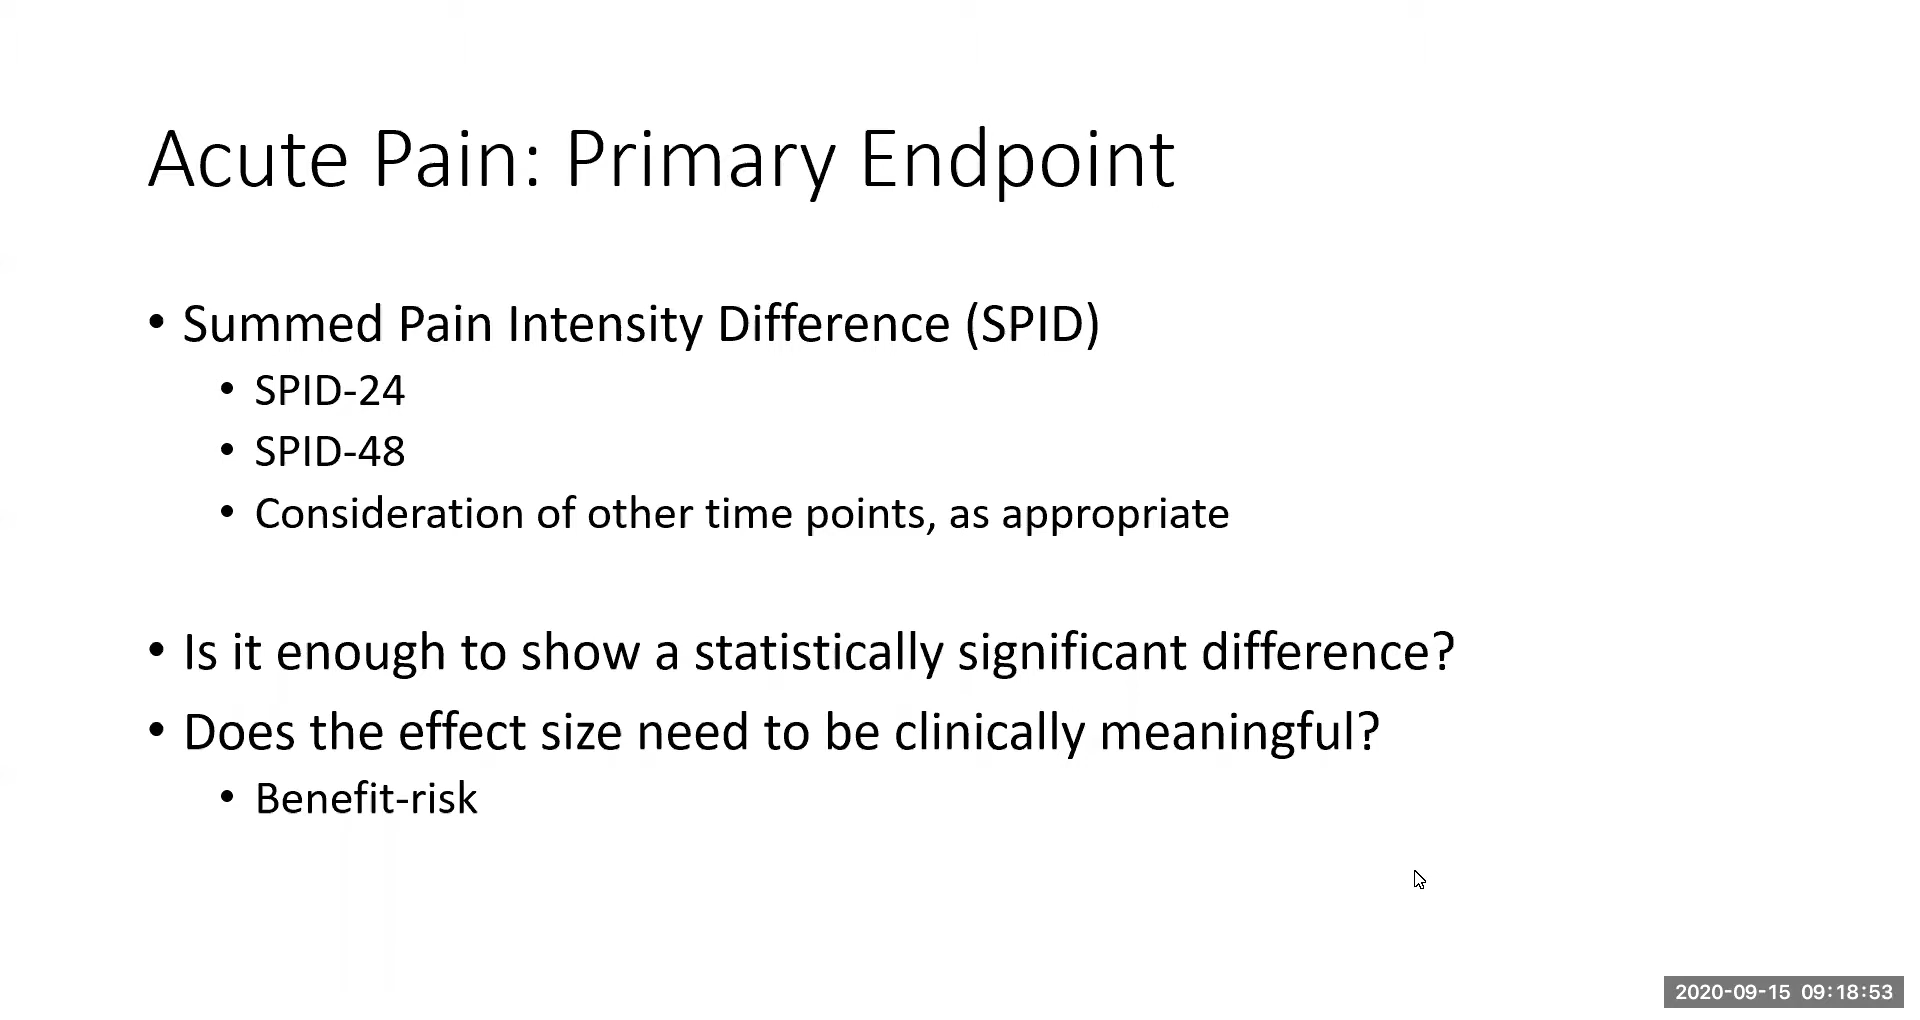 Acute Pain: Primary Endpoint
• Summed Pain Intensity Difference (SPID)
• SPID-24
• SPID-48
• Consideration of other time points, as appropriate
• Is it enough to show a statistically significant difference?
• Does the effect size need to be clinically meaningful?
• Benefit-risk
2020-09-15 09:18:53